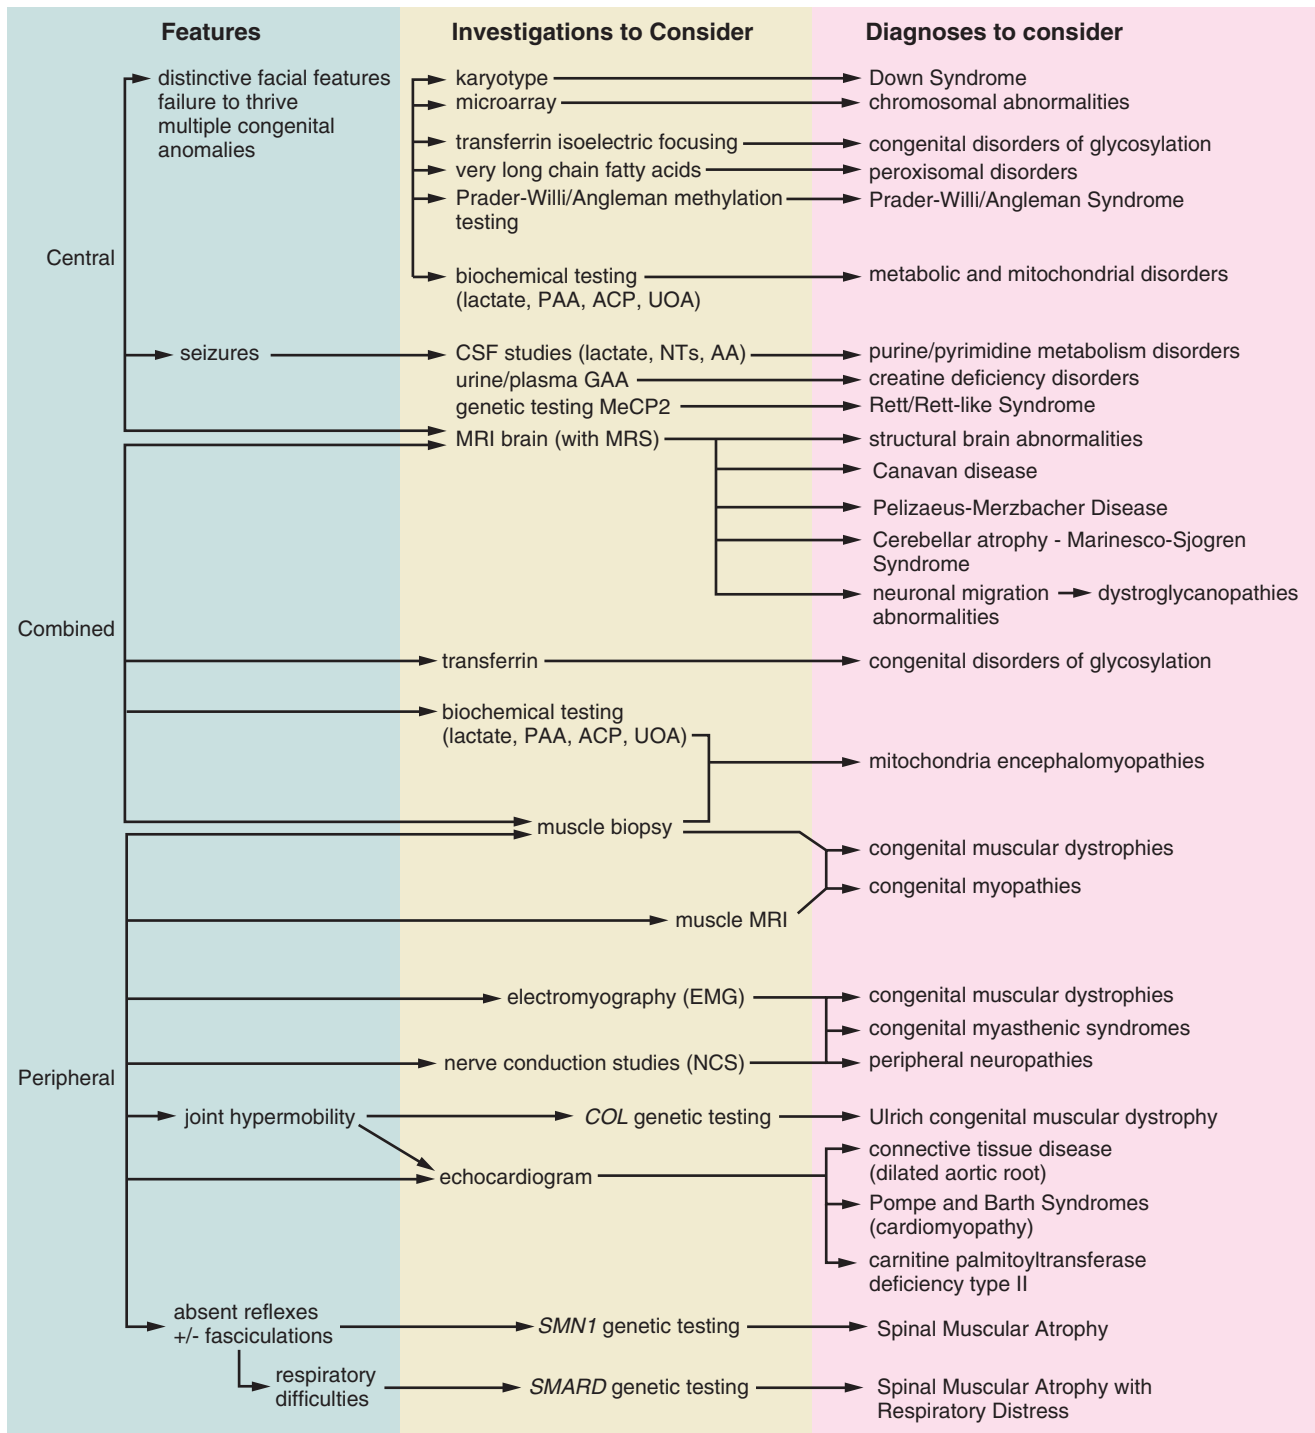 Features
Investigations to Consider
Diagnoses to consider
Central
distinctive facial features
failure to thrive
multiple congenital
anomalies
karyotype
Down Syndrome
microarray
chromosomal abnormalities
transferrin isoelectric focusing
congenital disorders of glycosylation
very long chain fatty acids
peroxisomal disorders
Prader-Willi/Angleman methylation
testing
Prader-Willi/Angleman Syndrome
biochemical testing
(lactate, PAA, ACP, UOA)
metabolic and mitochondrial disorders
seizures
CSF studies (lactate, NTs, AA)
purine/pyrimidine metabolism disorders
urine/plasma GAA
creatine deficiency disorders
genetic testing MeCP2
Rett/Rett-like Syndrome
MRI brain (with MRS)
structural brain abnormalities
Canavan disease
Pelizaeus-Merzbacher Disease
Cerebellar atrophy - Marinesco-Sjogren
Syndrome
neuronal migration
abnormalities
dystroglycanopathies
Combined
transferrin
congenital disorders of glycosylation
biochemical testing
(lactate, PAA, ACP, UOA)
mitochondria encephalomyopathies
muscle biopsy
congenital muscular dystrophies
congenital myopathies
muscle MRI
Peripheral
electromyography (EMG)
congenital muscular dystrophies
congenital myasthenic syndromes
nerve conduction studies (NCS)
peripheral neuropathies
joint hypermobility
COL genetic testing
Ulrich congenital muscular dystrophy
echocardiogram
connective tissue disease
(dilated aortic root)
Pompe and Barth Syndromes
(cardiomyopathy)
carnitine palmitoyltransferase
deficiency type II
absent reflexes
+/- fasciculations
SMN1 genetic testing
Spinal Muscular Atrophy
respiratory
difficulties
SMARD genetic testing
Spinal Muscular Atrophy with
Respiratory Distress